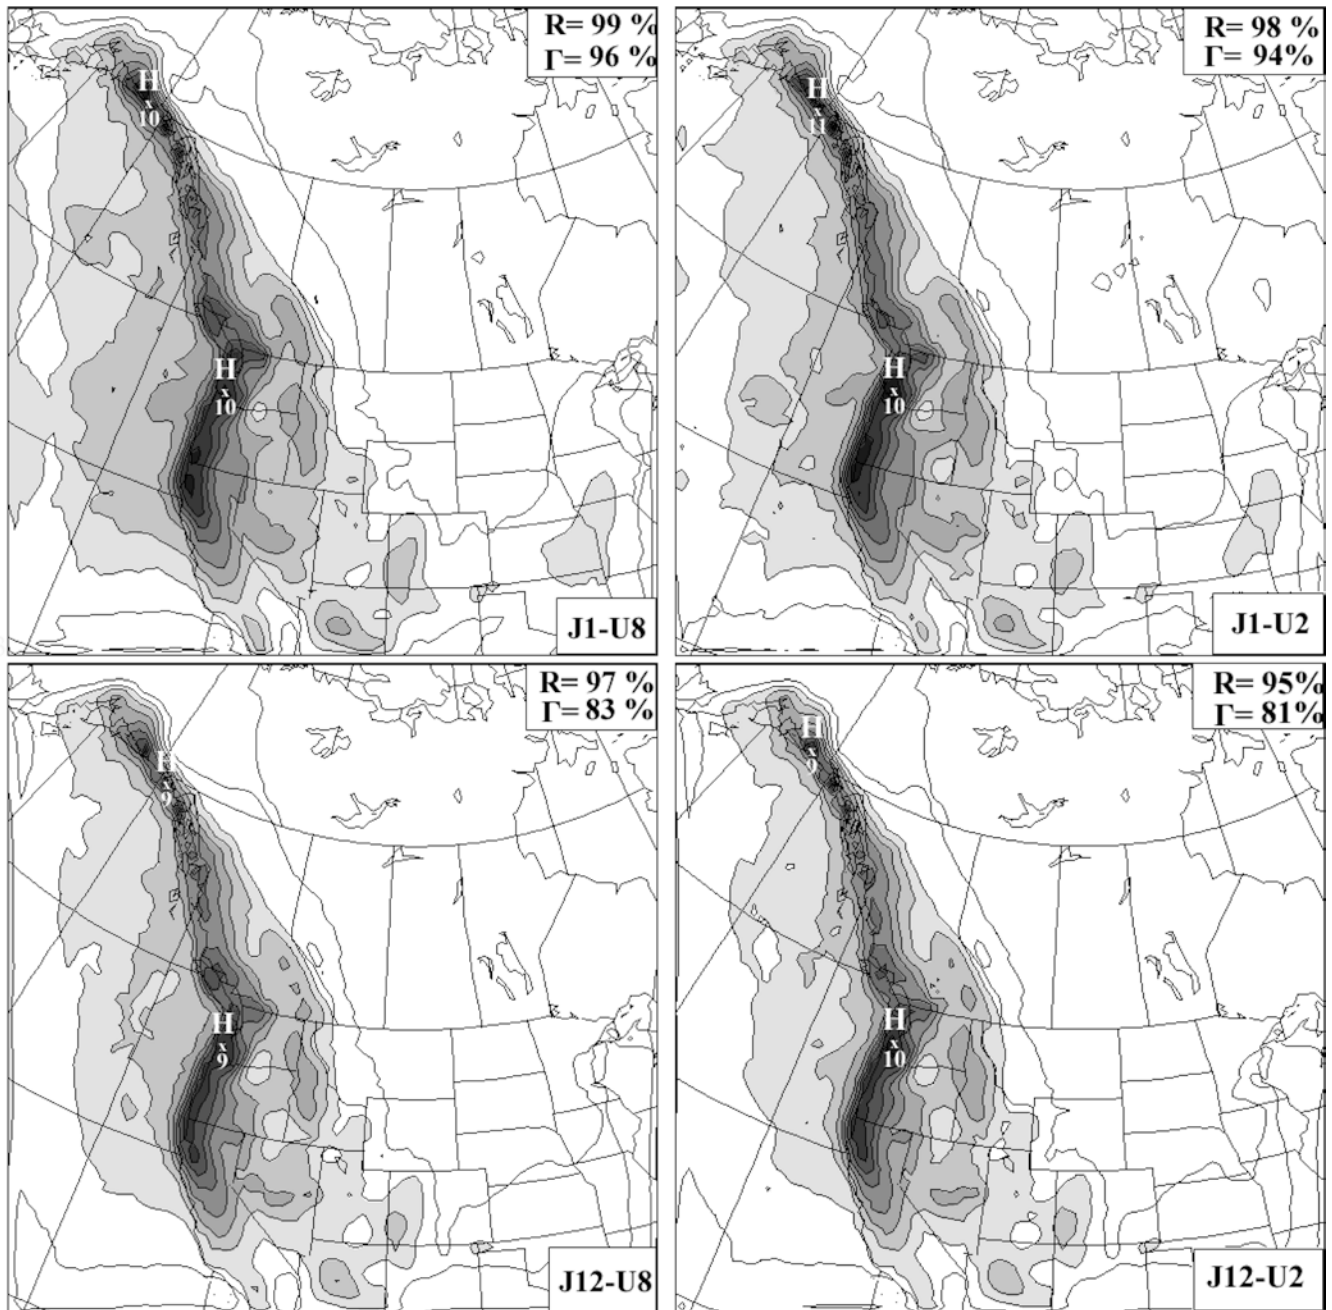 R= 99 %
Γ= 96 %
H
x
10
H
x
10
J1-U8
R= 98 %
Γ= 94%
H
x
11
H
x
10
J1-U2
R= 97 %
Γ= 83 %
H
x
9
H
x
9
J12-U8
R= 95%
Γ= 81%
H
x
9
H
x
10
J12-U2